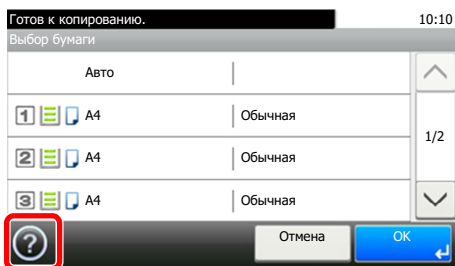 Готов к копированию. 10:10
Выбор бумаги
Авто
1 A4 Обычная
2 A4 Обычная
1/2
3 A4 Обычная
? Отмена OK